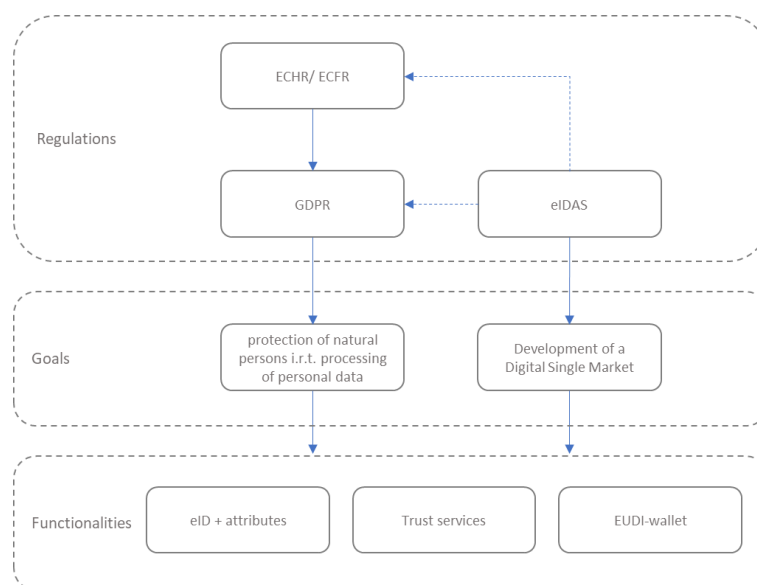 ECHR/ ECFR
Regulations
GDPR
eIDAS
protection of natural
persons i.r.t. processing
of personal data
Development of a
Digital Single Market
Goals
Functionalities
eID + attributes
Trust services
EUDI-wallet